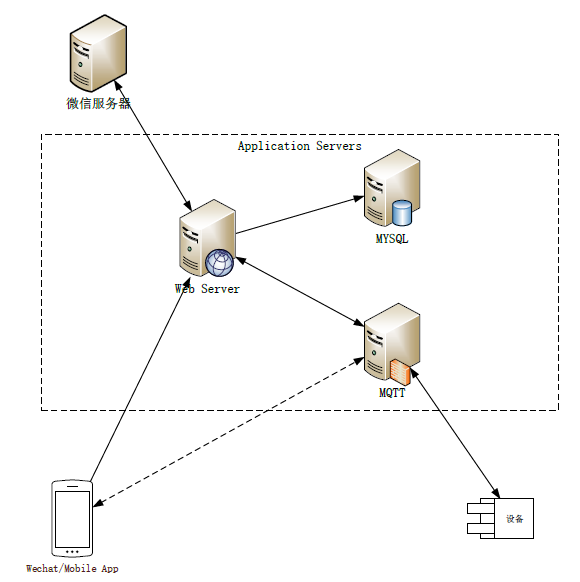 微信服务器
Application Servers
MYSQL
Web Server
MQTT
设备
Wechat/Mobile App